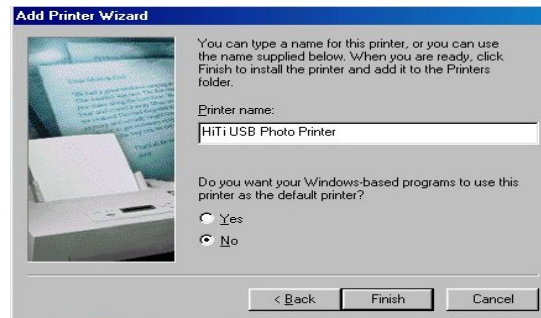 Add Printer Wizard
You can type a name for this printer, or you can use
the name supplied below. When you are ready, click
Finish to install the printer and add it to the Printers
folder.
Printer name:
HiTi USB Photo Printer
Do you want your Windows-based programs to use this
printer as the default printer?
Yes
No
< Back Finish Cancel